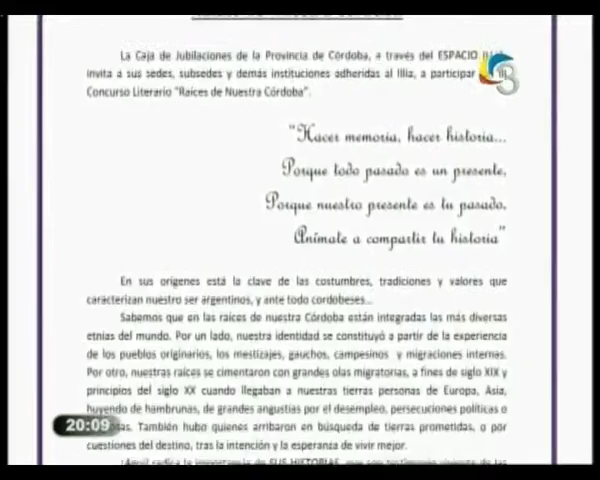 La Caja de Jubilaciones de la Provincia de Córdoba, a través del ESPACIO
invita a sus sedes, subsedes y demás instituciones adheridas al Illia, a participar
Concurso Literario "Raíces de Nuestra Córdoba".
"Hacer memoria, hacer historia...
Porque todo pasado es un presente,
Porque nuestro presente es tu pasado.
Anímate a compartir tu historia"
En sus orígenes está la clave de las costumbres, tradiciones y valores que
caracterizan nuestro ser argentinos, y ante todo cordobeses...
Sabemos que en las raíces de nuestra Córdoba están integradas las más diversas
etnias del mundo. Por un lado, nuestra identidad se constituyó a partir de la experiencia
de los pueblos originarios, los mestizajes, gauchos, campesinos y migraciones internas.
Por otro, nuestras raíces se cimentaron con grandes olas migratorias, a fines de siglo XIX y
principios del siglo XX cuando llegaban a nuestras tierras personas de Europa, Asia,
huyendo de hambrunas, de grandes angustias por el desempleo, persecuciones políticas o
20:09 También hubo quienes arribaron en búsqueda de tierras prometidas, o por
cuestiones del destino, tras la intención y la esperanza de vivir mejor.